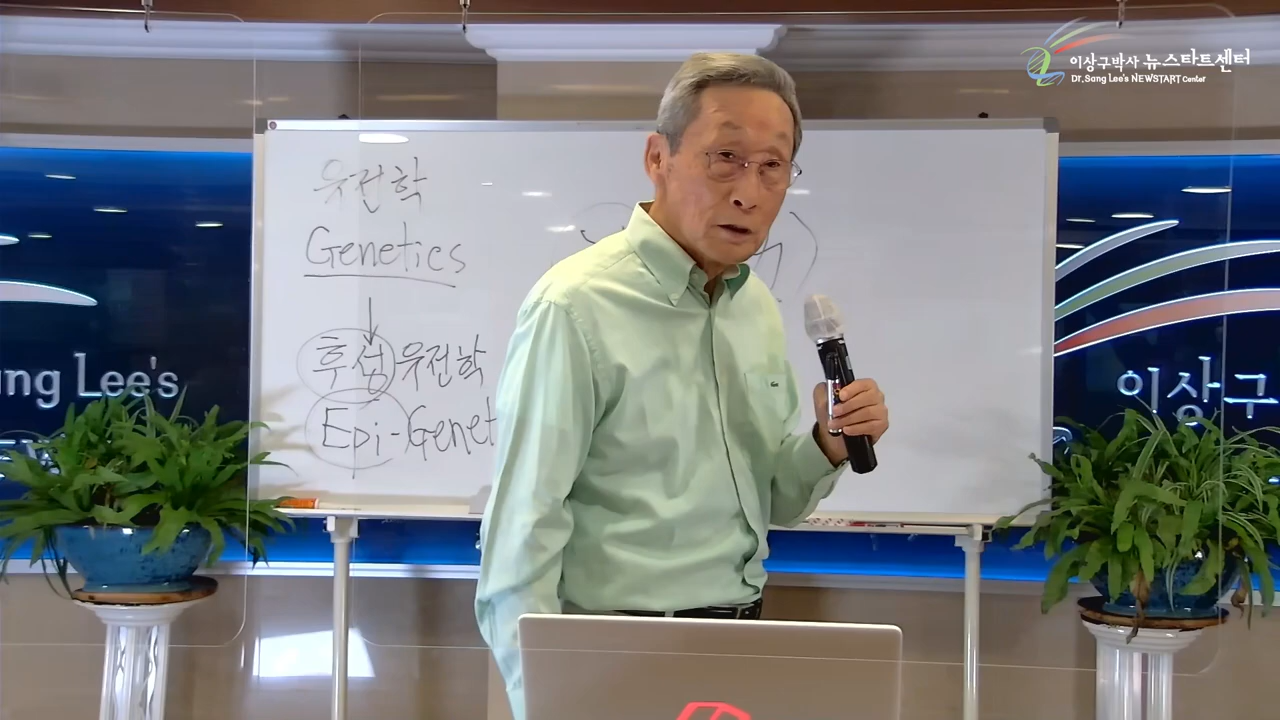 이상구박사 뉴스타트센터
Dr. Sang Lee's NEWSTART Center
유전학
Genetics
후성유전학
Epi-Genet
ng Lee's
이상구